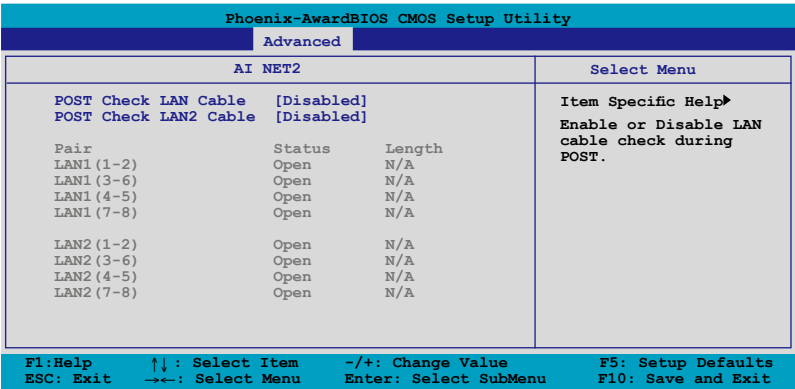 Phoenix-AwardBIOS CMOS Setup Utility
Advanced
AI NET2
Select Menu
POST Check LAN Cable [Disabled]
POST Check LAN2 Cable [Disabled]
Pair Status Length
LAN1(1-2) Open N/A
LAN1(3-6) Open N/A
LAN1(4-5) Open N/A
LAN1(7-8) Open N/A
LAN2(1-2) Open N/A
LAN2(3-6) Open N/A
LAN2(4-5) Open N/A
LAN2(7-8) Open N/A
Item Specific Help▶
Enable or Disable LAN
cable check during
POST.
F1:Help ↑↓: Select Item -/+: Change Value F5: Setup Defaults
ESC: Exit →←: Select Menu Enter: Select SubMenu F10: Save and Exit